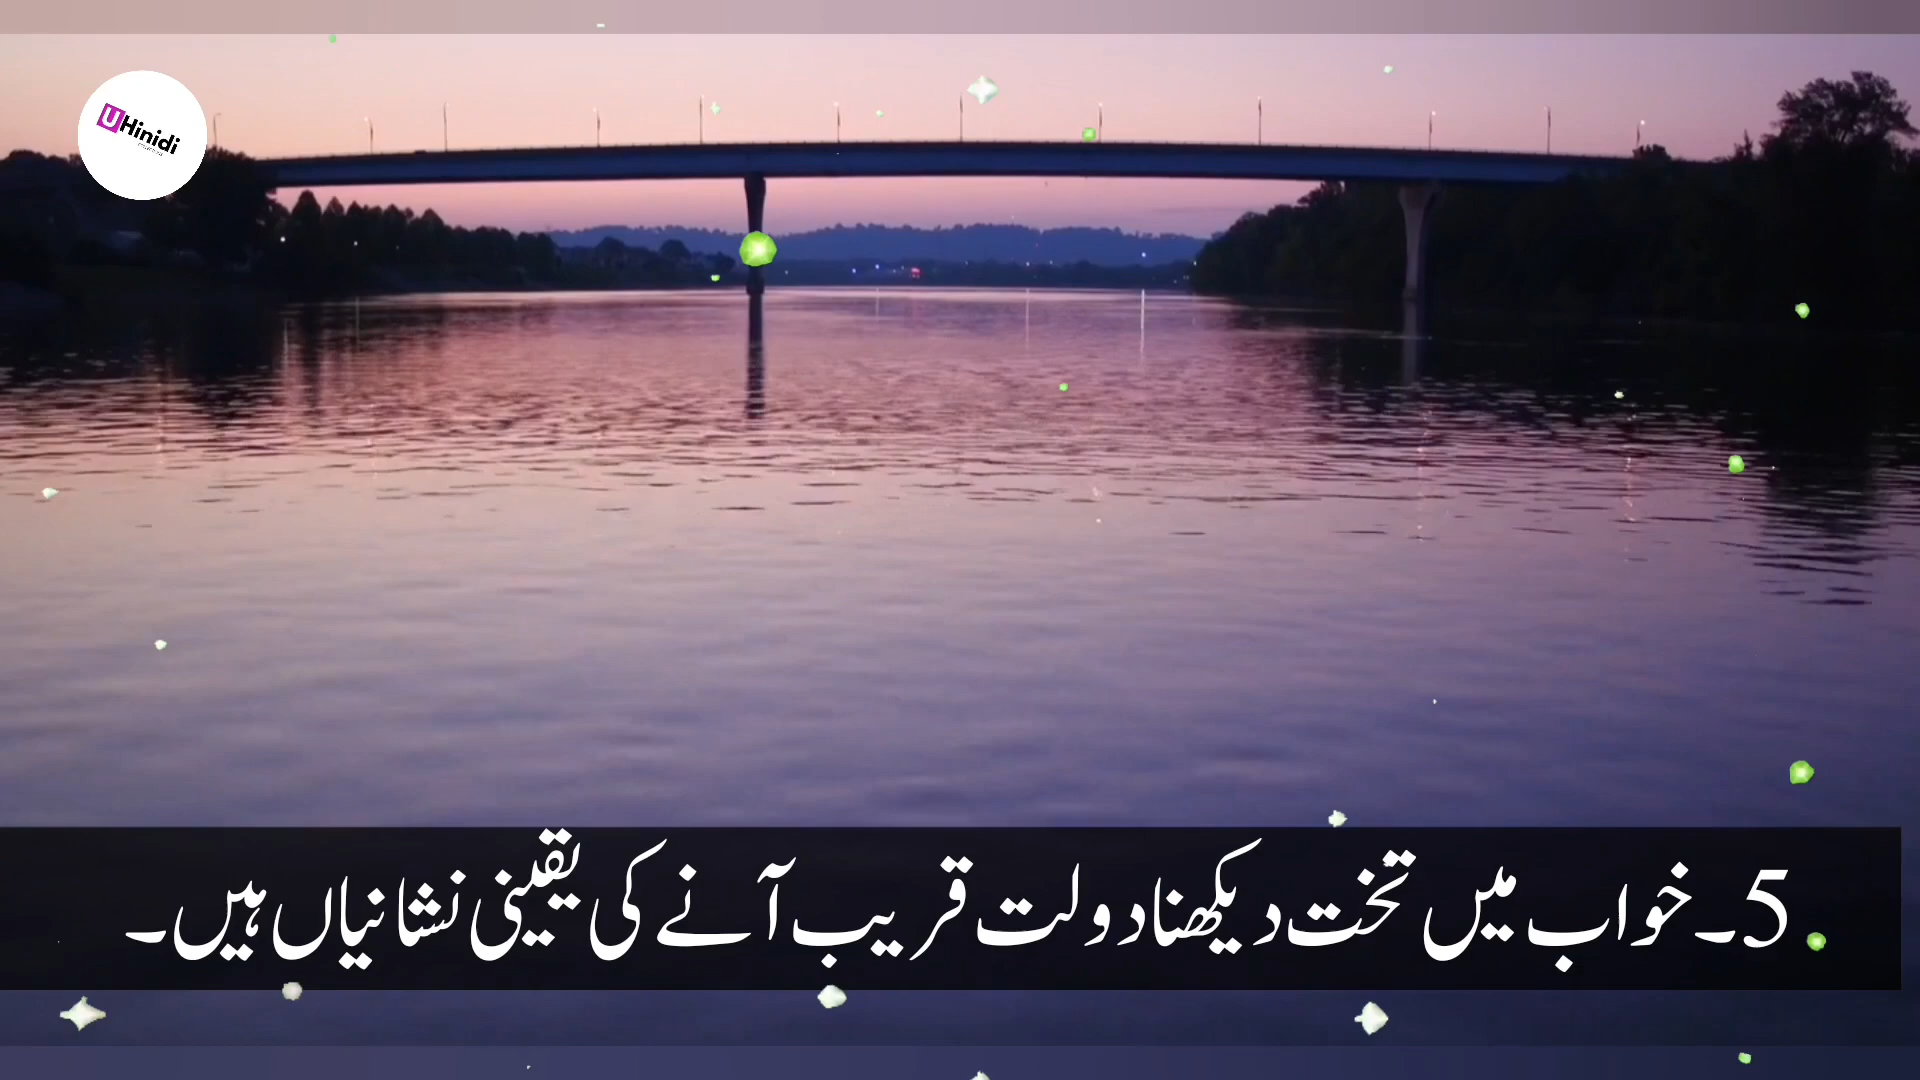 UHinidi
5۔خواب میں تخت دیکھنا دولت قریب آنے کی یقینی نشانیاں ہیں۔